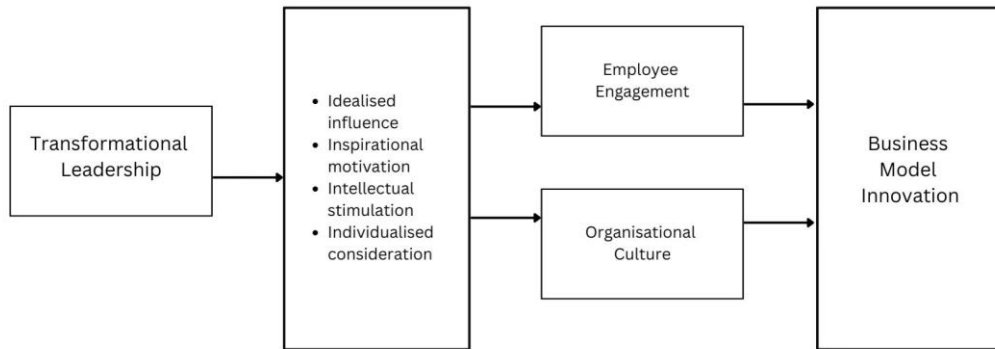 Transformational
Leadership
• Idealised
influence
• Inspirational
motivation
• Intellectual
stimulation
• Individualised
consideration
Employee
Engagement
Organisational
Culture
Business
Model
Innovation